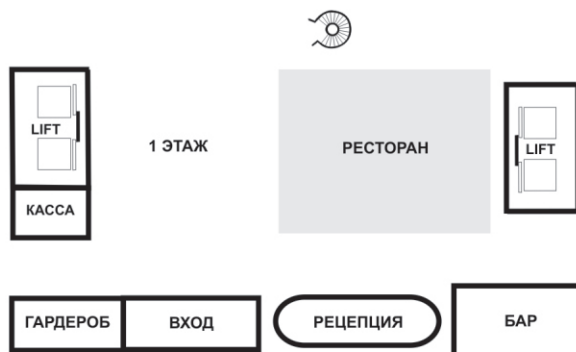 LIFT
1 ЭТАЖ
РЕСТОРАН
LIFT
КАССА
ГАРДЕРОБ
ВХОД
РЕЦЕПЦИЯ
БАР